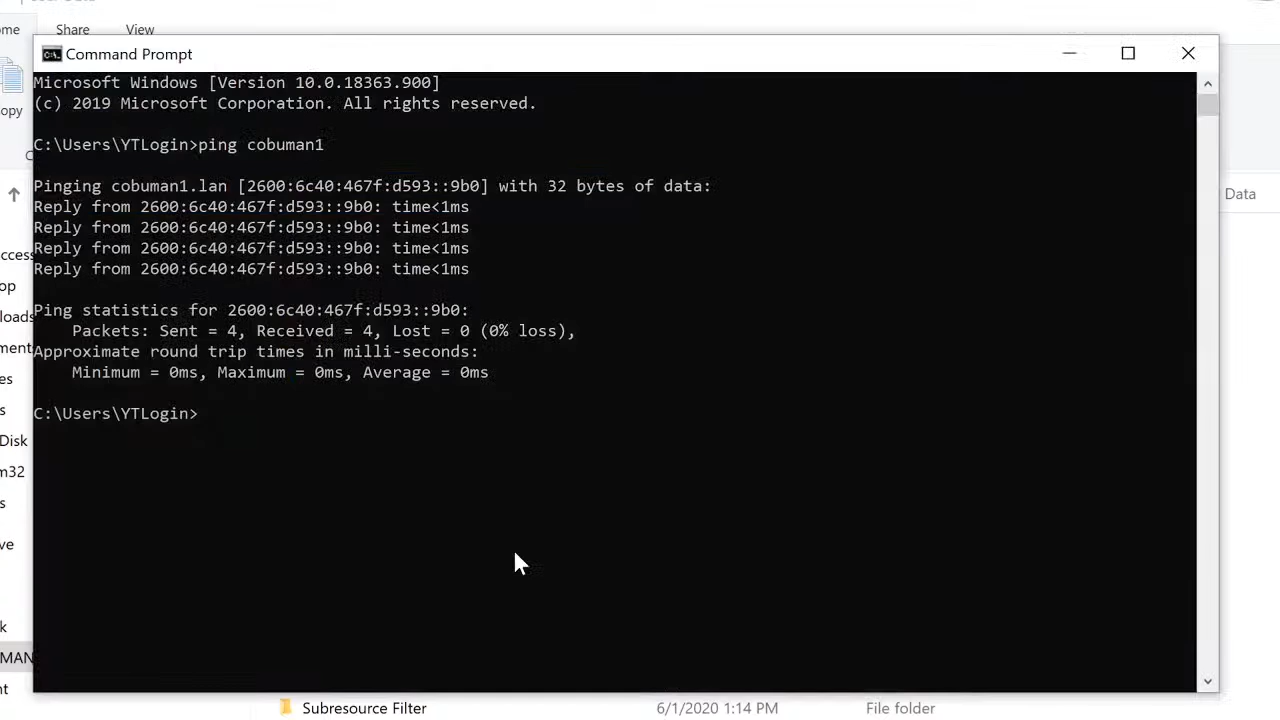 Share View
Command Prompt
Microsoft Windows [Version 10.0.18363.900]
(c) 2019 Microsoft Corporation. All rights reserved.
C:\Users\YTLogin>ping cobuman1
Pinging cobuman1.lan [2600:6c40:467f:d593::9b0] with 32 bytes of data:
Reply from 2600:6c40:467f:d593::9b0: time<1ms
Reply from 2600:6c40:467f:d593::9b0: time<1ms
Reply from 2600:6c40:467f:d593::9b0: time<1ms
Reply from 2600:6c40:467f:d593::9b0: time<1ms
Ping statistics for 2600:6c40:467f:d593::9b0:
Packets: Sent = 4, Received = 4, Lost = 0 (0% loss),
Approximate round trip times in milli-seconds:
Minimum = 0ms, Maximum = 0ms, Average = 0ms
C:\Users\YTLogin>
Data
Disk
Subresource Filter 6/1/2020 1:14 PM File folder